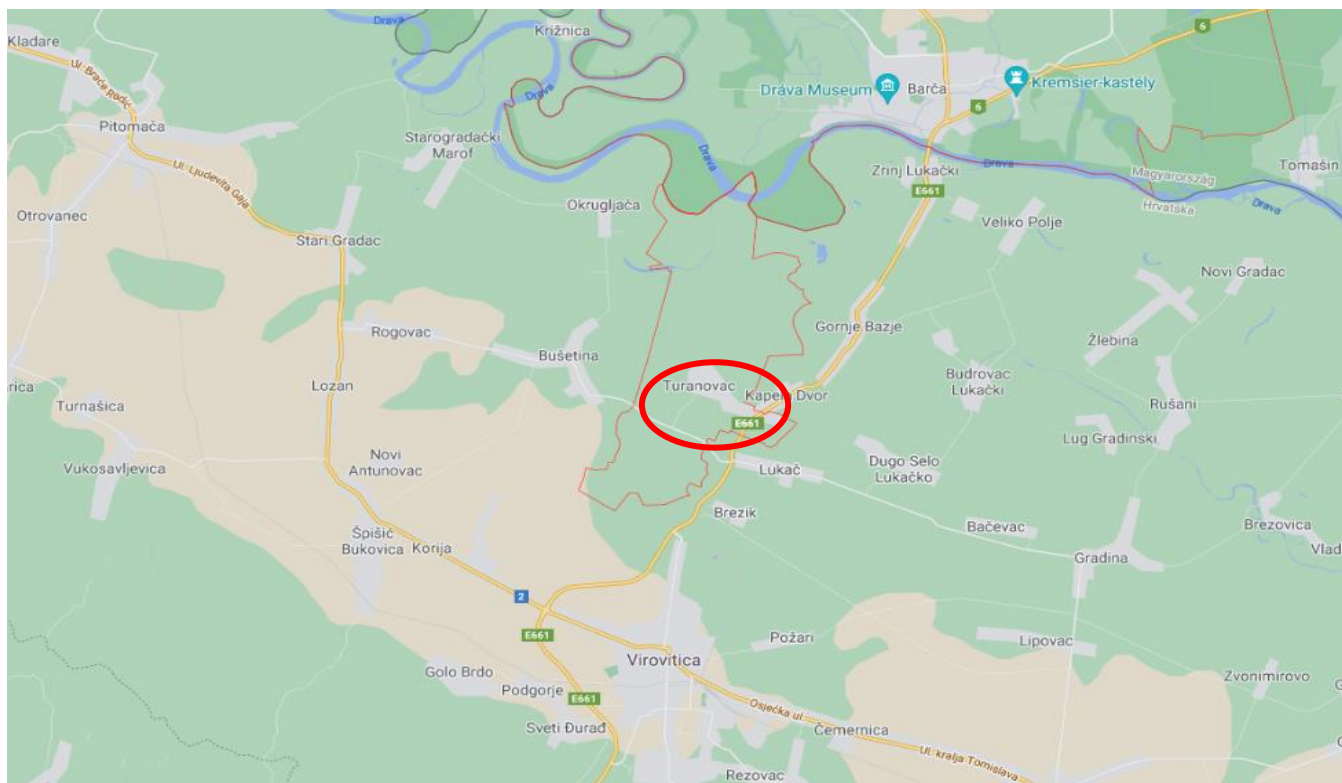 Drava
6
Križnica
Kladare
Ul. Braće Radić
Drava
Dráva Museum
Barča
Kremsier-kastély
6
Pitomača
Starogradački
Marof
Ul. Ljudevita Gaja
Drava
Zrinj Lukački
Drava
Magyarország
Hrvatska
Tomašin
Drava
E661
Otrovanec
Okrugljača
Veliko Polje
Stari Gradac
Novi Gradac
Rogovac
Gornje Bazje
Bušetina
Žlebina
Turanovac
Kapela Dvor
Budrovac
Lukački
rica
Lozan
Turnašica
Rušani
E661
Lug Gradinski
Novi
Antunovac
Vukosavljevica
Lukač
Dugo Selo
Lukačko
Brezik
Bačevac
Brezovica
Vlad
Špišić
Bukovica
Korija
Gradina
2
E661
Požari
Lipovac
Virovitica
Golo Brdo
Podgorje
E661
Zvonimirovo
G
Osječka ul
Sveti Đurađ
Čemernica
Ul. kralja Tomislava
G
Rezovac